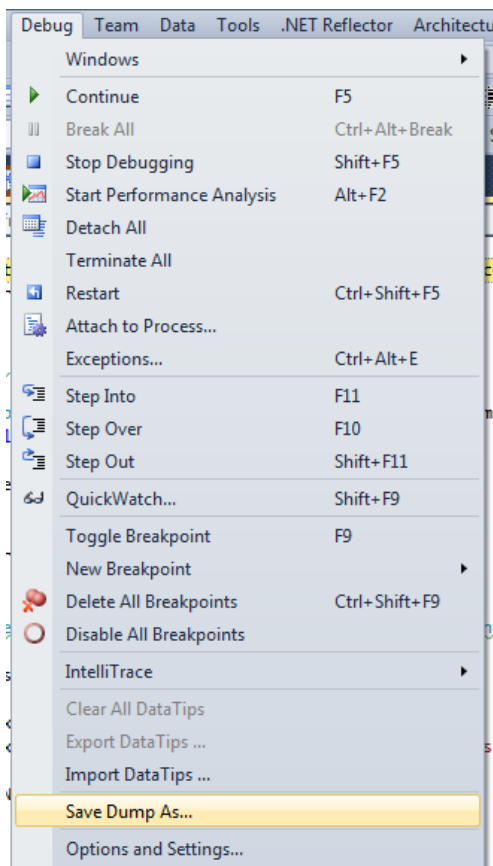 Debug Team Data Tools .NET Reflector Architectu
Windows
Continue F5
Break All Ctrl+Alt+Break
Stop Debugging Shift+F5
Start Performance Analysis Alt+F2
Detach All
Terminate All
Restart Ctrl+Shift+F5
Attach to Process...
Exceptions... Ctrl+Alt+E
Step Into F11
Step Over F10
Step Out Shift+F11
QuickWatch... Shift+F9
Toggle Breakpoint F9
New Breakpoint
Delete All Breakpoints Ctrl+Shift+F9
Disable All Breakpoints
IntelliTrace
Clear All DataTips
Export DataTips ...
Import DataTips ...
Save Dump As...
Options and Settings...